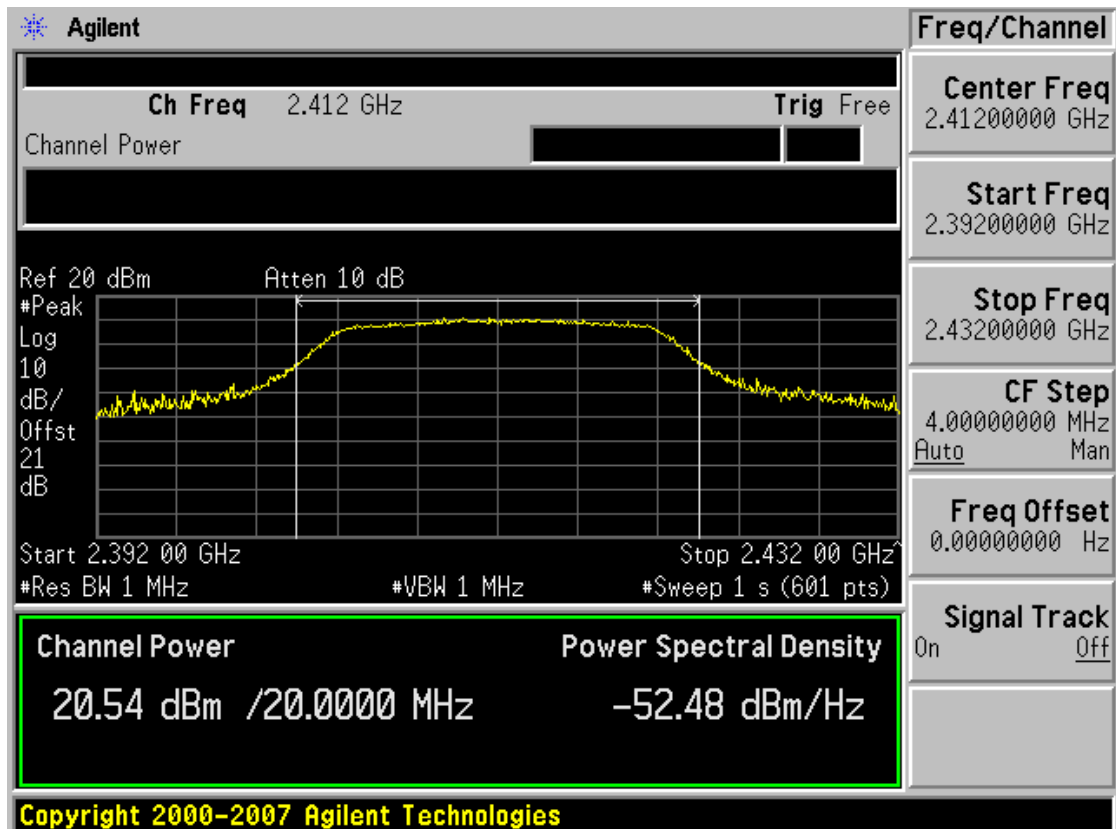 Agilent
Ch Freq 2.412 GHz Trig Free
Channel Power
Ref 20 dBm Atten 10 dB
#Peak
Log
10
dB/
Offst
21
dB
Start 2.392 00 GHz Stop 2.432 00 GHz^
#Res BW 1 MHz #VBW 1 MHz #Sweep 1 s (601 pts)
Channel Power Power Spectral Density
20.54 dBm /20.0000 MHz -52.48 dBm/Hz
Copyright 2000-2007 Agilent Technologies
Freq/Channel
Center Freq
2.41200000 GHz
Start Freq
2.39200000 GHz
Stop Freq
2.43200000 GHz
CF Step
4.00000000 MHz
Auto Man
Freq Offset
0.00000000 Hz
Signal Track
On Off